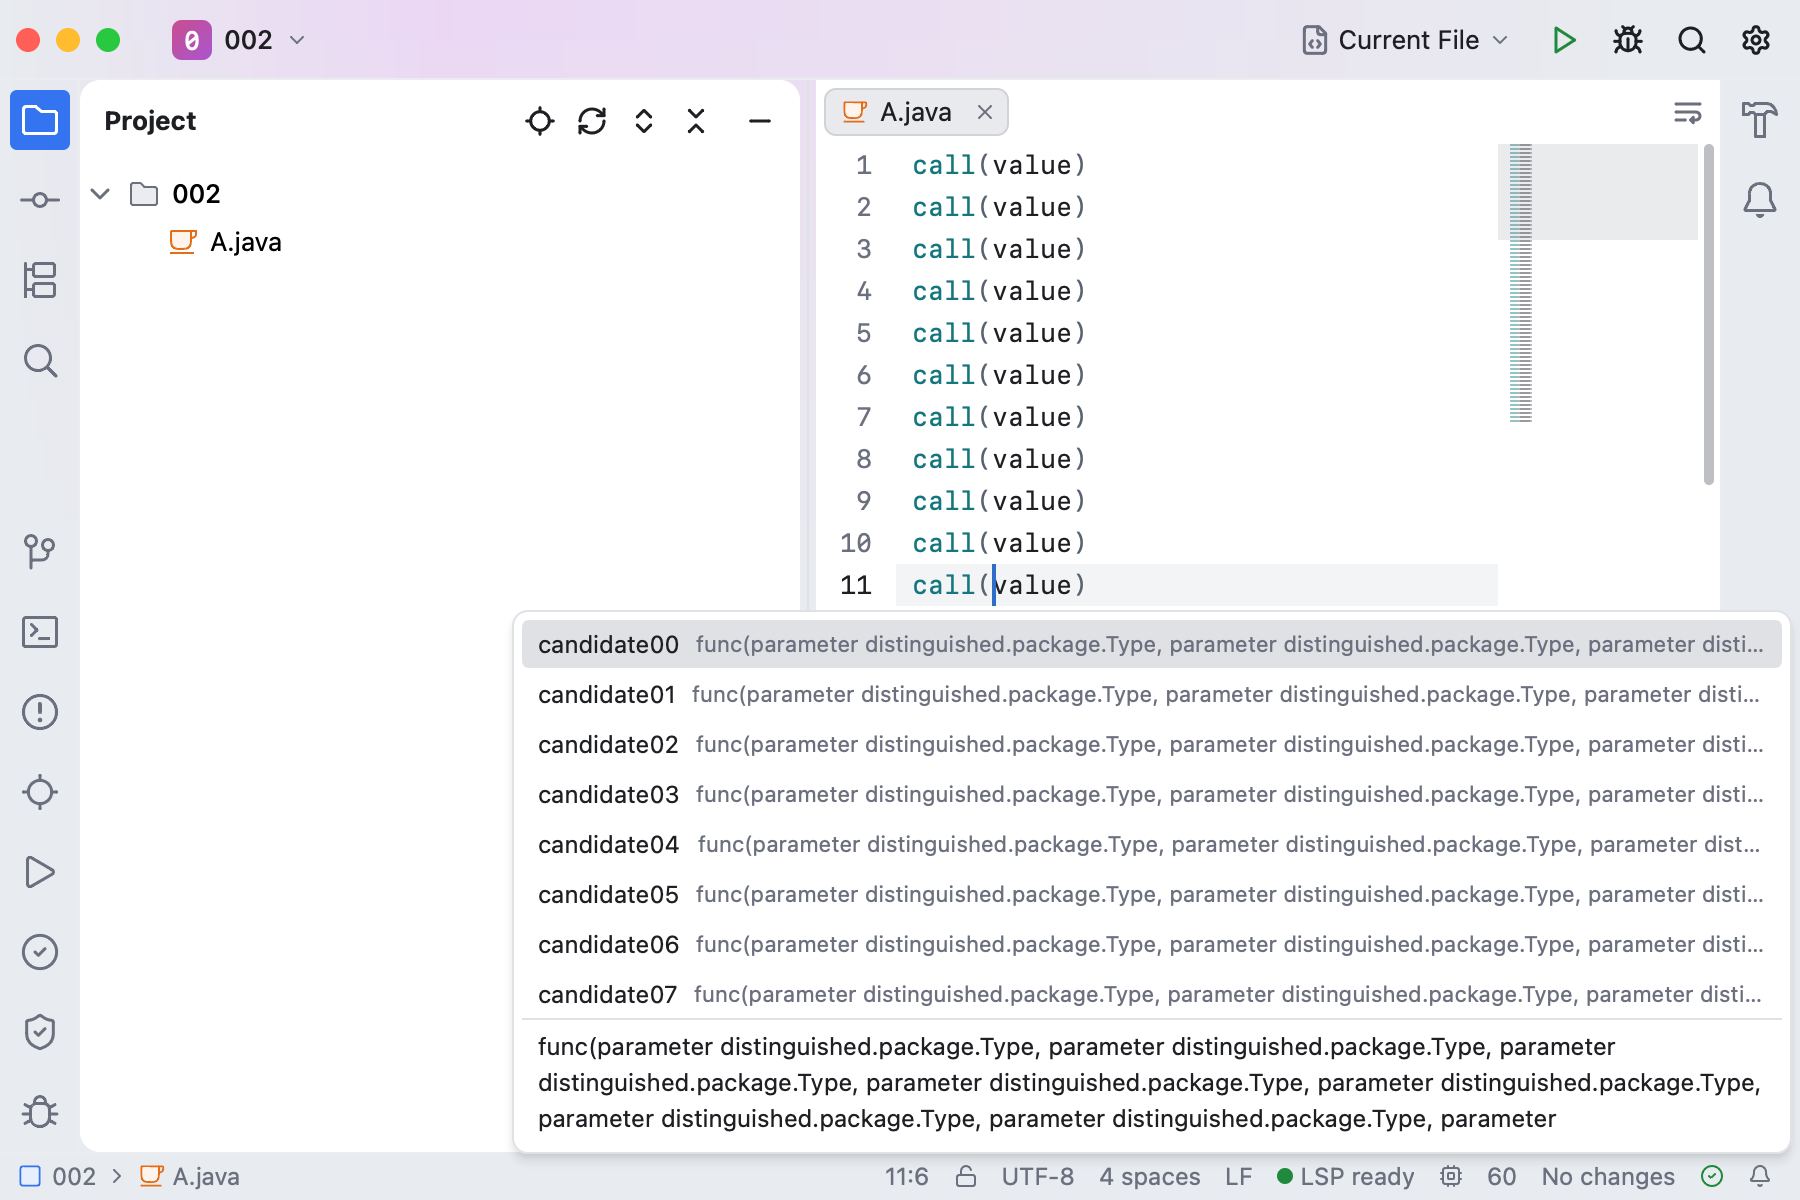 002
Current File
Project
A.java
002
A.java
1 call(value)
2 call(value)
3 call(value)
4 call(value)
5 call(value)
6 call(value)
7 call(value)
8 call(value)
9 call(value)
10 call(value)
11 call(value)
candidate00 func(parameter distinguished.package.Type, parameter distinguished.package.Type, parameter disti...
candidate01 func(parameter distinguished.package.Type, parameter distinguished.package.Type, parameter disti...
candidate02 func(parameter distinguished.package.Type, parameter distinguished.package.Type, parameter disti...
candidate03 func(parameter distinguished.package.Type, parameter distinguished.package.Type, parameter disti...
candidate04 func(parameter distinguished.package.Type, parameter distinguished.package.Type, parameter dist...
candidate05 func(parameter distinguished.package.Type, parameter distinguished.package.Type, parameter disti...
candidate06 func(parameter distinguished.package.Type, parameter distinguished.package.Type, parameter disti...
candidate07 func(parameter distinguished.package.Type, parameter distinguished.package.Type, parameter disti...
func(parameter distinguished.package.Type, parameter distinguished.package.Type, parameter
distinguished.package.Type, parameter distinguished.package.Type, parameter distinguished.package.Type,
parameter distinguished.package.Type, parameter distinguished.package.Type, parameter
0
002 > A.java
11:6 UTF-8 4 spaces LF LSP ready 60 No changes